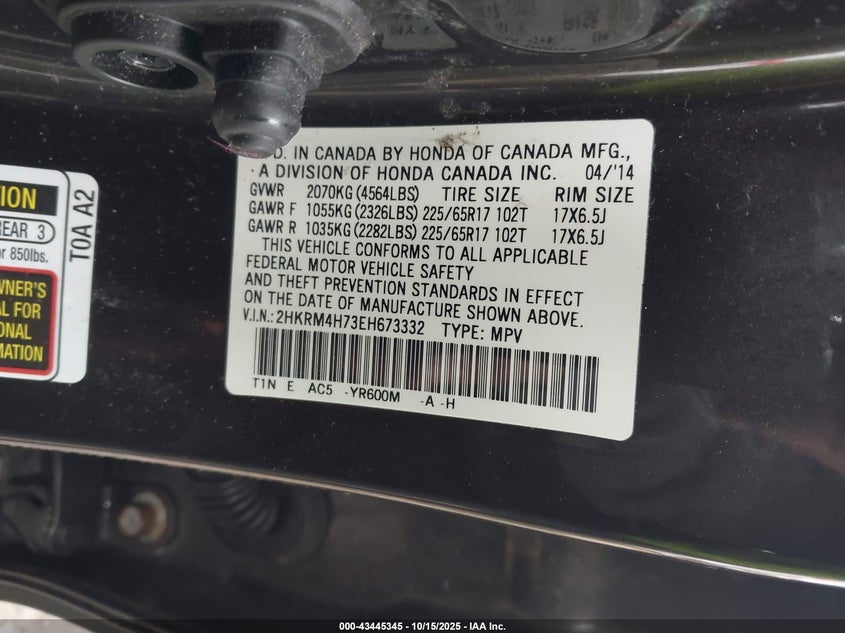 D. IN CANADA BY HONDA OF CANADA MFG.,
A DIVISION OF HONDA CANADA INC. 04/'14
GVWR 2070KG (4564LBS) TIRE SIZE RIM SIZE
GAWR F 1055KG (2326LBS) 225/65R17 102T 17X6.5J
GAWR R 1035KG (2282LBS) 225/65R17 102T 17X6.5J
THIS VEHICLE CONFORMS TO ALL APPLICABLE
FEDERAL MOTOR VEHICLE SAFETY
AND THEFT PREVENTION STANDARDS IN EFFECT
ON THE DATE OF MANUFACTURE SHOWN ABOVE.
V.I.N.: 2HKRM4H73EH673332 TYPE: MPV
T1N E AC5 -YR600M -A -H
TION
REAR 3
or 850lbs.
WNER'S
AL FOR
IONAL
MATION
TOA A2
000-43445345 - 10/15/2025 - IAA Inc.